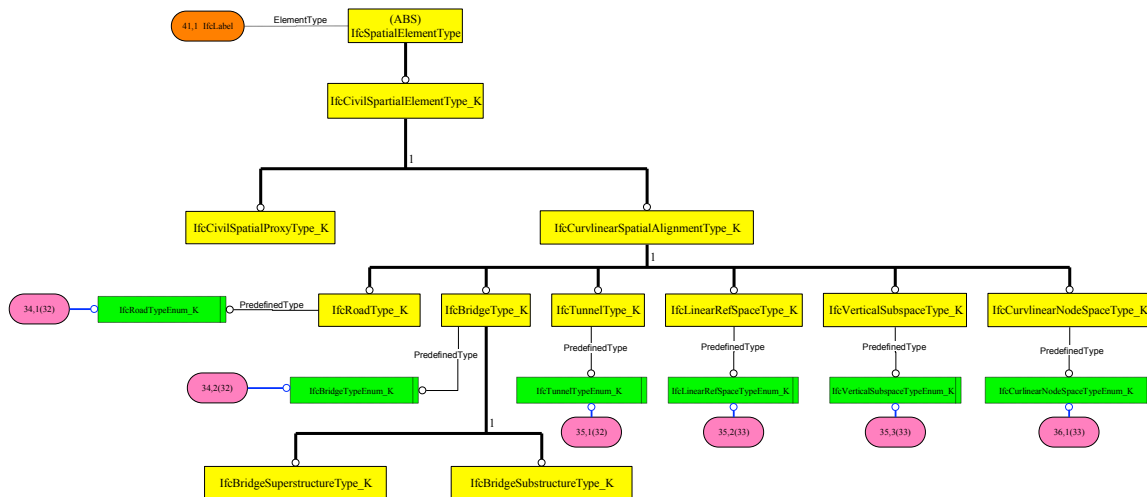 41,1 IfcLabel
ElementType
(ABS)
IfcSpatialElementType
IfcCivilSpartialElementType_K
1
IfcCivilSpatialProxyType_K
IfcCurvlinearSpatialAlignmentType_K
1
34,1(32)
IfcRoadTypeEnum_K
PredefinedType
IfcRoadType_K
IfcBridgeType_K
IfcTunnelType_K
IfcLinearRefSpaceType_K
IfcVerticalSubspaceType_K
IfcCurvlinearNodeSpaceType_K
PredefinedType
PredefinedType
PredefinedType
PredefinedType
PredefinedType
34,2(32)
IfcBridgeTypeEnum_K
IfcTunnelTypeEnum_K
IfcLinearRefSpaceTypeEnum_K
IfcVerticalSubspaceTypeEnum_K
IfcCurlinearNodeSpaceTypeEnum_K
1
35,1(32)
35,2(33)
35,3(33)
36,1(33)
IfcBridgeSuperstructureType_K
IfcBridgeSubstructureType_K